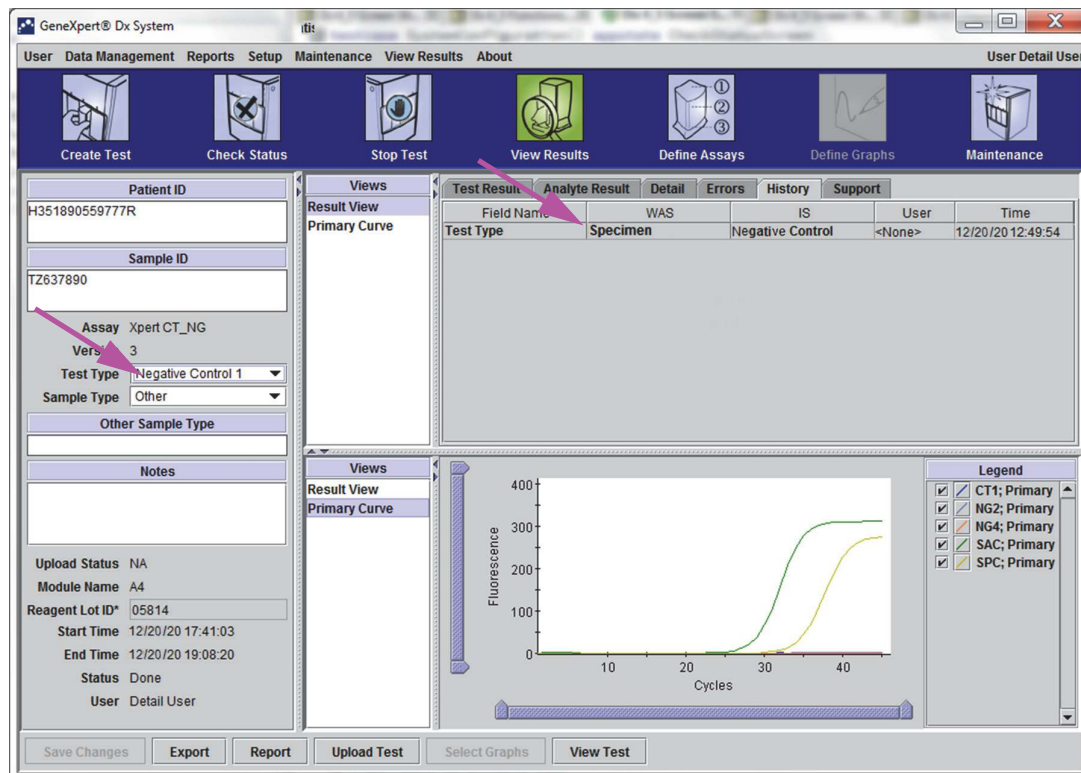 GeneXpert® Dx System
User Data Management Reports Setup Maintenance View Results About User Detail User
Create Test Check Status Stop Test View Results Define Assays Define Graphs Maintenance
Patient ID
H351890559777R
Sample ID
TZ637890
Assay Xpert CT_NG
3
Test Type Negative Control 1
Sample Type Other
Other Sample Type
Notes
Upload Status NA
Module Name A4
Reagent Lot ID* 05814
Start Time 12/20/20 17:41:03
End Time 12/20/20 19:08:20
Status Done
User Detail User
Views
Result View
Primary Curve
Test Result Analyte Result Detail Errors History Support
Field Name WAS IS User Time
Test Type Specimen Negative Control <None> 12/20/20 12:49:54
Views
Result View
Primary Curve
400
300
200
100
0
Fluorescence
10 20 30 40
Cycles
Legend
CT1; Primary
NG2; Primary
NG4; Primary
SAC; Primary
SPC; Primary
Save Changes Export Report Upload Test Select Graphs View Test